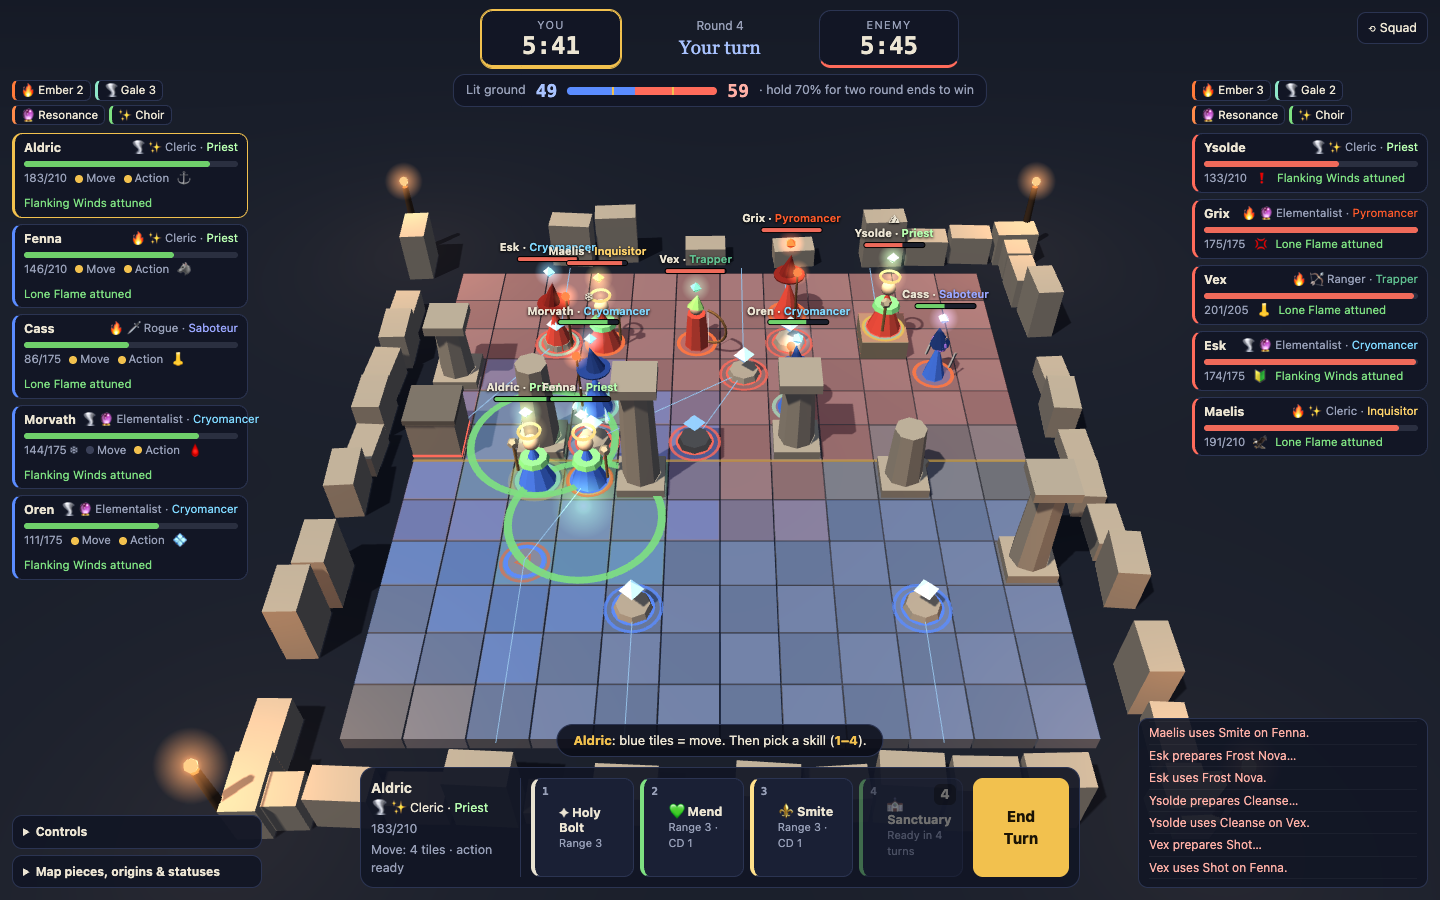 YOU
5:41
Round 4
Your turn
ENEMY
5:45
Squad
Lit ground 49 59 · hold 70% for two round ends to win
Ember 2 Gale 3
Resonance Choir
Aldric Cleric · Priest
183/210 Move Action
Flanking Winds attuned
Fenna Cleric · Priest
146/210 Move Action
Lone Flame attuned
Cass Rogue · Saboteur
86/175 Move Action
Lone Flame attuned
Morvath Elementalist · Cryomancer
144/175 Move Action
Flanking Winds attuned
Oren Elementalist · Cryomancer
111/175 Move Action
Flanking Winds attuned
Ember 3 Gale 2
Resonance Choir
Ysolde Cleric · Priest
133/210 Flanking Winds attuned
Grix Elementalist · Pyromancer
175/175 Lone Flame attuned
Vex Ranger · Trapper
201/205 Lone Flame attuned
Esk Elementalist · Cryomancer
174/175 Flanking Winds attuned
Maelis Cleric · Inquisitor
191/210 Lone Flame attuned
Grix · Pyromancer
Ysolde · Priest
Esk · Cryomancer
Maelis · Inquisitor
Vex · Trapper
Cass · Saboteur
Morvath · Cryomancer
Oren · Cryomancer
Aldric · Priest
Fenna · Priest
Aldric: blue tiles = move. Then pick a skill (1–4).
Aldric
Cleric · Priest
183/210
Move: 4 tiles · action
ready
1
Holy
Bolt
Range 3
2
Mend
Range 3 ·
CD 1
3
Smite
Range 3 ·
CD 1
4
4
Sanctuary
Ready in 4
turns
End
Turn
Controls
Map pieces, origins & statuses
Maelis uses Smite on Fenna.
Esk prepares Frost Nova...
Esk uses Frost Nova.
Ysolde prepares Cleanse...
Ysolde uses Cleanse on Vex.
Vex prepares Shot...
Vex uses Shot on Fenna.